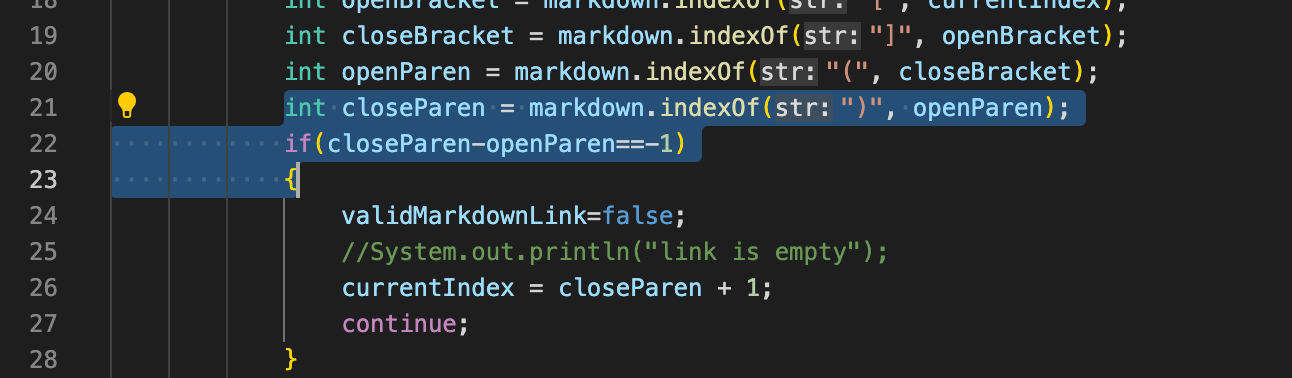 18 int openBracket = markdown.indexOf(str: "[", currentIndex);
19 int closeBracket = markdown.indexOf(str: "]", openBracket);
20 int openParen = markdown.indexOf(str: "(", closeBracket);
21 int closeParen = markdown.indexOf(str: ")", openParen);
22 if(closeParen-openParen==-1)
23 {
24 validMarkdownLink=false;
25 //System.out.println("link is empty");
26 currentIndex = closeParen + 1;
27 continue;
28 }